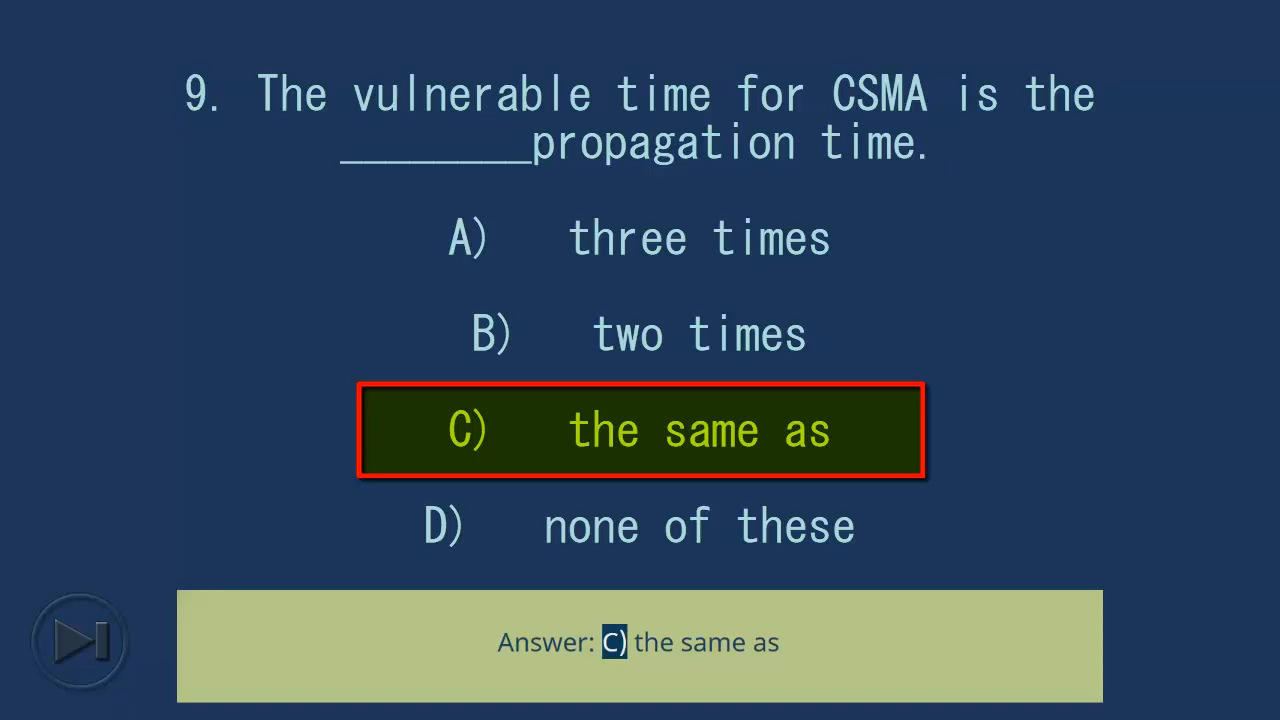 9. The vulnerable time for CSMA is the
________propagation time.
A) three times
B) two times
C) the same as
D) none of these
Answer: C) the same as